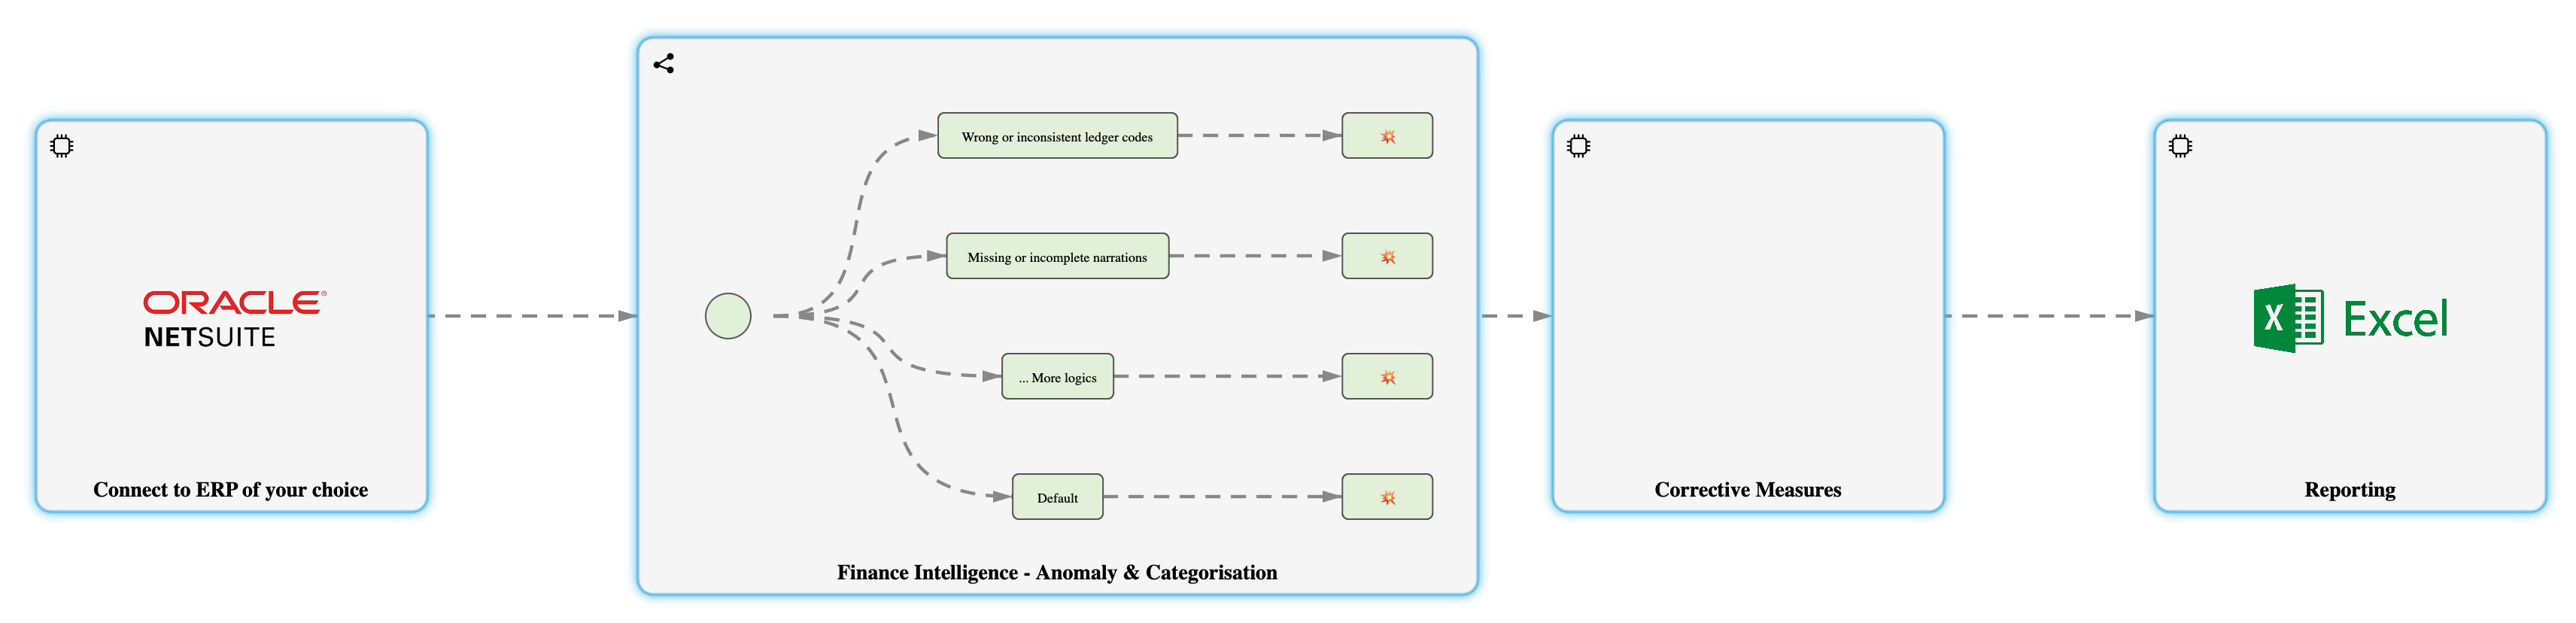 ORACLE®
NETSUITE
Connect to ERP of your choice
Wrong or inconsistent ledger codes
Missing or incomplete narrations
... More logics
Default
Finance Intelligence - Anomaly & Categorisation
Corrective Measures
X Excel
Reporting